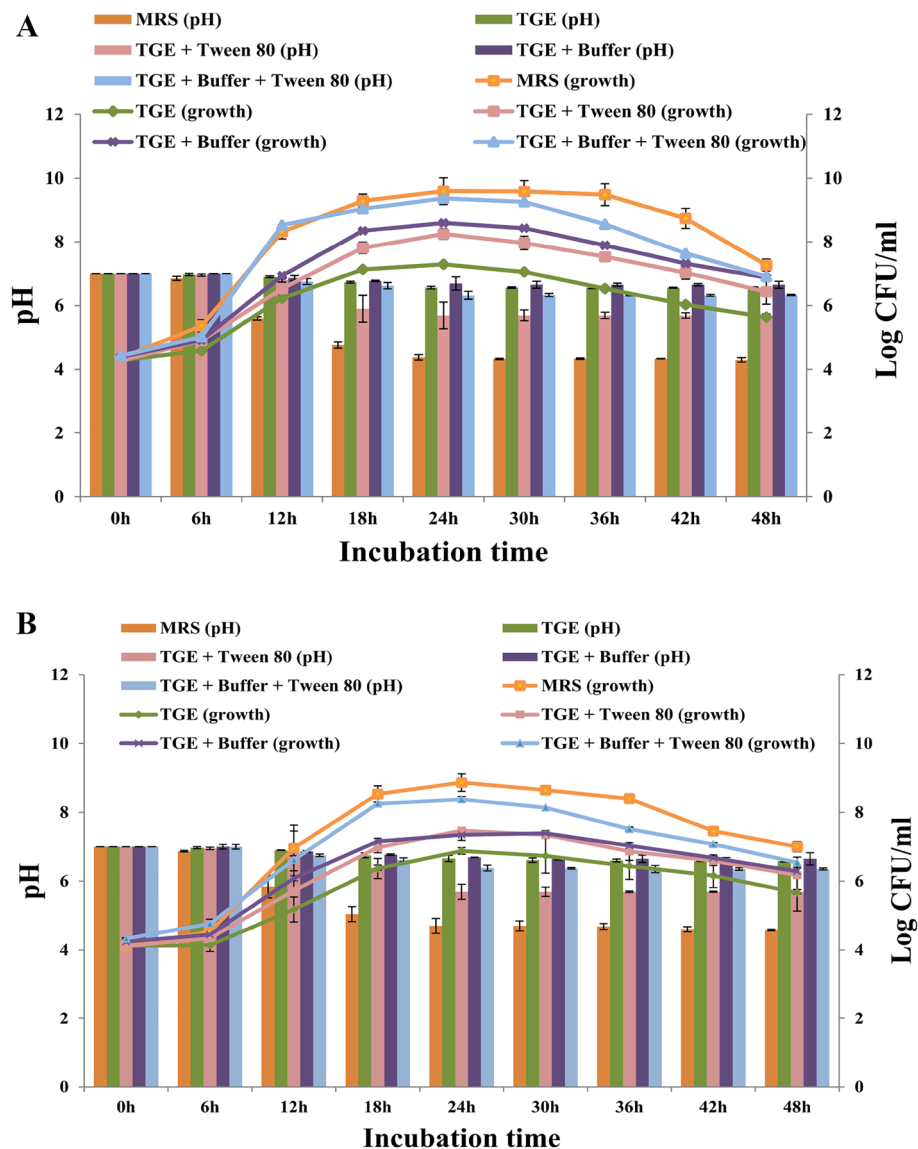 A
MRS (pH)
TGE (pH)
TGE + Tween 80 (pH)
TGE + Buffer (pH)
TGE + Buffer + Tween 80 (pH)
MRS (growth)
TGE (growth)
TGE + Tween 80 (growth)
TGE + Buffer (growth)
TGE + Buffer + Tween 80 (growth)
12
10
8
6
4
2
0
pH
12
10
8
6
4
2
0
Log CFU/ml
0h 6h 12h 18h 24h 30h 36h 42h 48h
Incubation time
B
MRS (pH)
TGE (pH)
TGE + Tween 80 (pH)
TGE + Buffer (pH)
TGE + Buffer + Tween 80 (pH)
MRS (growth)
TGE (growth)
TGE + Tween 80 (growth)
TGE + Buffer (growth)
TGE + Buffer + Tween 80 (growth)
12
10
8
6
4
2
0
pH
12
10
8
6
4
2
0
Log CFU/ml
0h 6h 12h 18h 24h 30h 36h 42h 48h
Incubation time